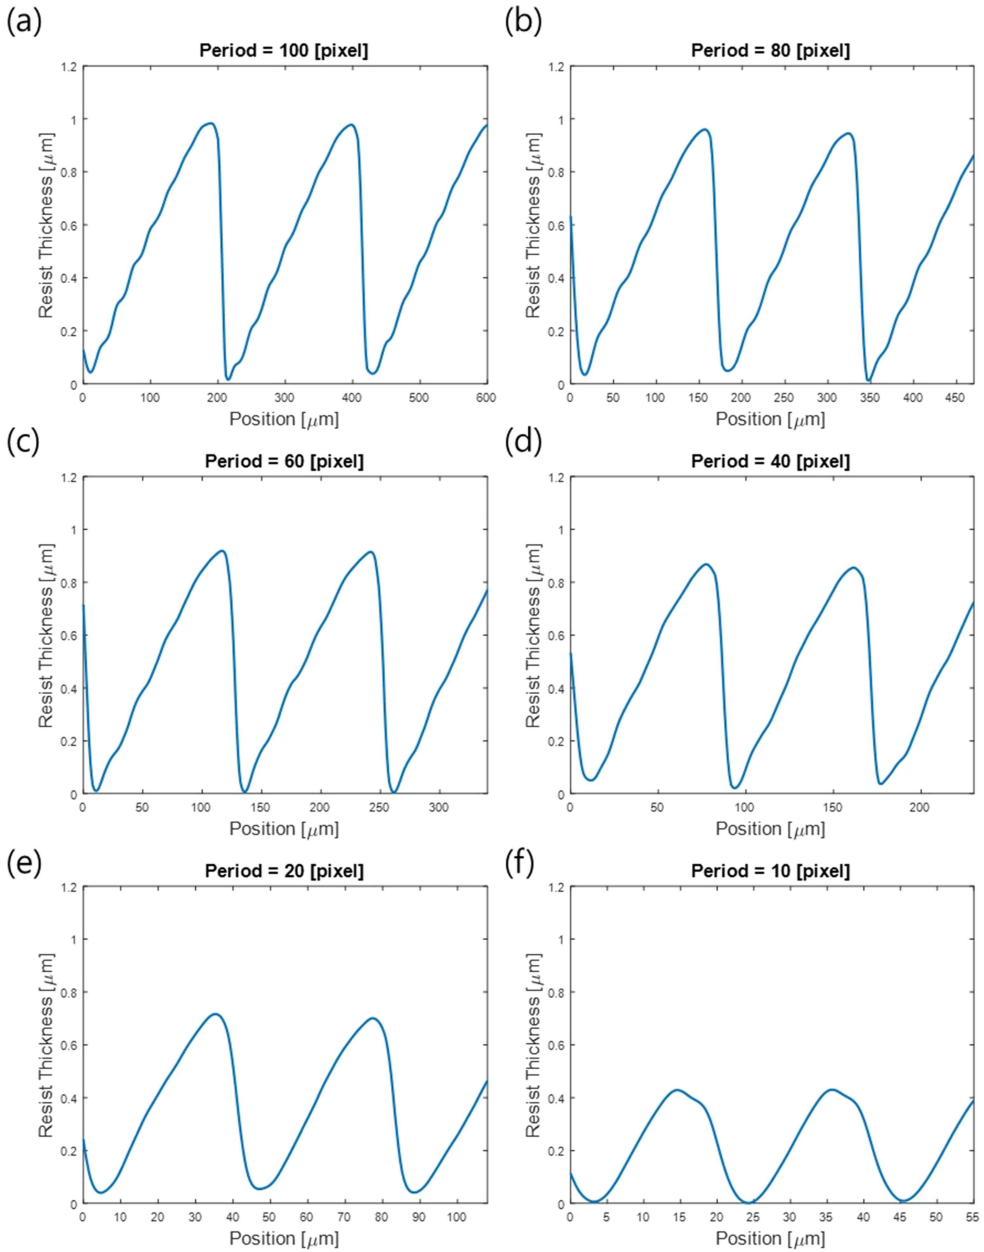 (a)
Period = 100 [pixel]
1.2
1
0.8
0.6
0.4
0.2
0
Resist Thickness [μm]
0 100 200 300 400 500 600
Position [μm]
(b)
Period = 80 [pixel]
1.2
1
0.8
0.6
0.4
0.2
0
Resist Thickness [μm]
0 50 100 150 200 250 300 350 400 450
Position [μm]
(c)
Period = 60 [pixel]
1.2
1
0.8
0.6
0.4
0.2
0
Resist Thickness [μm]
0 50 100 150 200 250 300
Position [μm]
(d)
Period = 40 [pixel]
1.2
1
0.8
0.6
0.4
0.2
0
Resist Thickness [μm]
0 50 100 150 200
Position [μm]
(e)
Period = 20 [pixel]
1.2
1
0.8
0.6
0.4
0.2
0
Resist Thickness [μm]
0 10 20 30 40 50 60 70 80 90 100
Position [μm]
(f)
Period = 10 [pixel]
1.2
1
0.8
0.6
0.4
0.2
0
Resist Thickness [μm]
0 5 10 15 20 25 30 35 40 45 50 55
Position [μm]